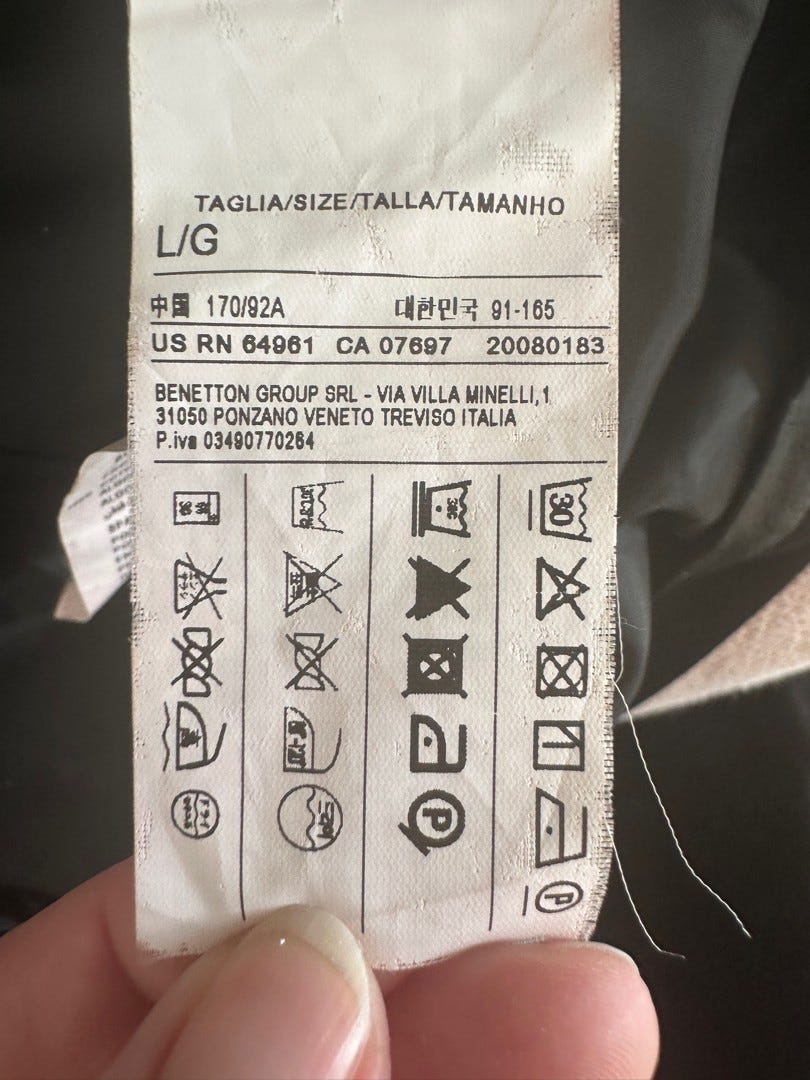 TAGLIA/SIZE/TALLA/TAMANHO
L/G
中国 170/92A 대한민국 91-165
US RN 64961 CA 07697 20080183
BENETTON GROUP SRL - VIA VILLA MINELLI,1
31050 PONZANO VENETO TREVISO ITALIA
P.iva 03490770264
30
P
P